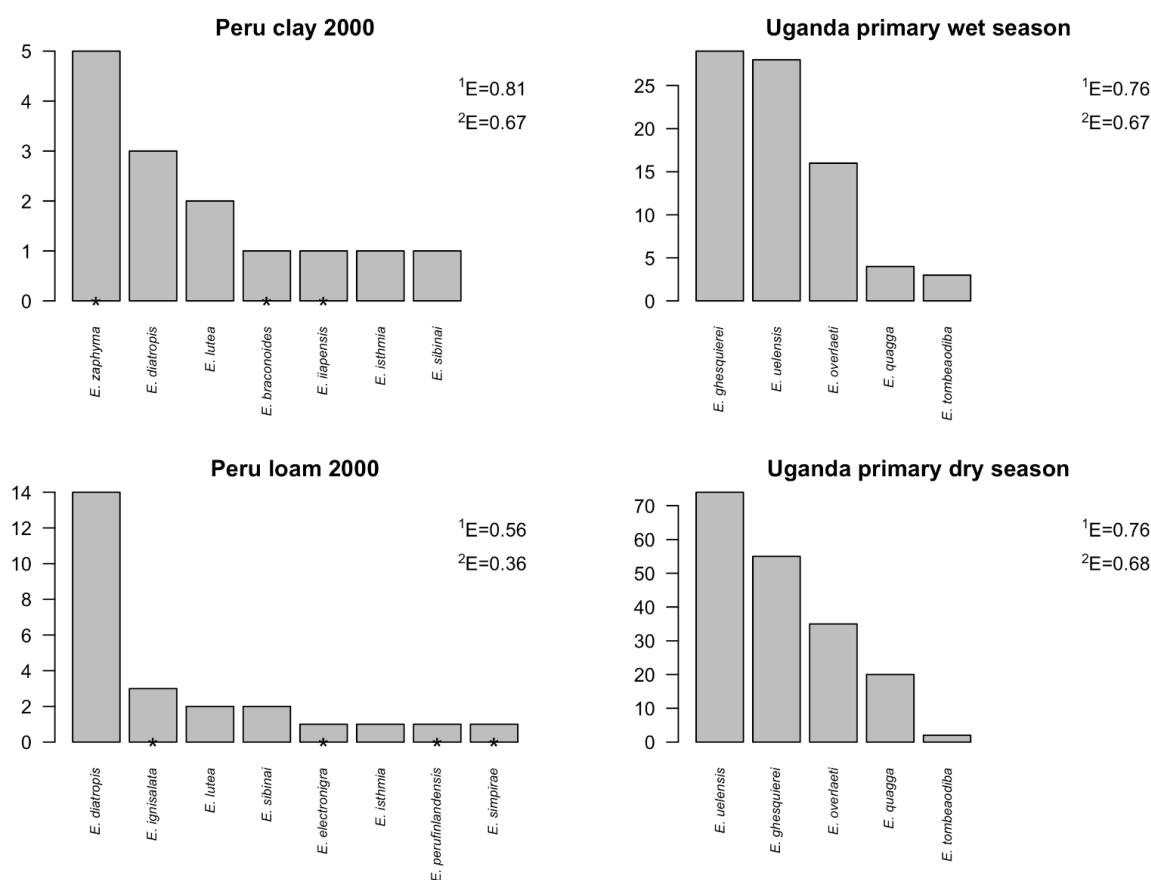 Peru clay 2000
5
4
3
2
1
0
¹E=0.81
²E=0.67
*
*
*
E. zaphyma
E. diatropis
E. lutea
E. braconoides
E. iiapensis
E. isthmia
E. sibinai
Uganda primary wet season
25
20
15
10
5
0
¹E=0.76
²E=0.67
E. ghesquierei
E. uelensis
E. overlaeti
E. quagga
E. tombeaodiba
Peru loam 2000
14
12
10
8
6
4
2
0
¹E=0.56
²E=0.36
*
*
*
*
E. diatropis
E. ignisalata
E. lutea
E. sibinai
E. electronigra
E. isthmia
E. perufinlandensis
E. simpirae
Uganda primary dry season
70
60
50
40
30
20
10
0
¹E=0.76
²E=0.68
E. uelensis
E. ghesquierei
E. overlaeti
E. quagga
E. tombeaodiba